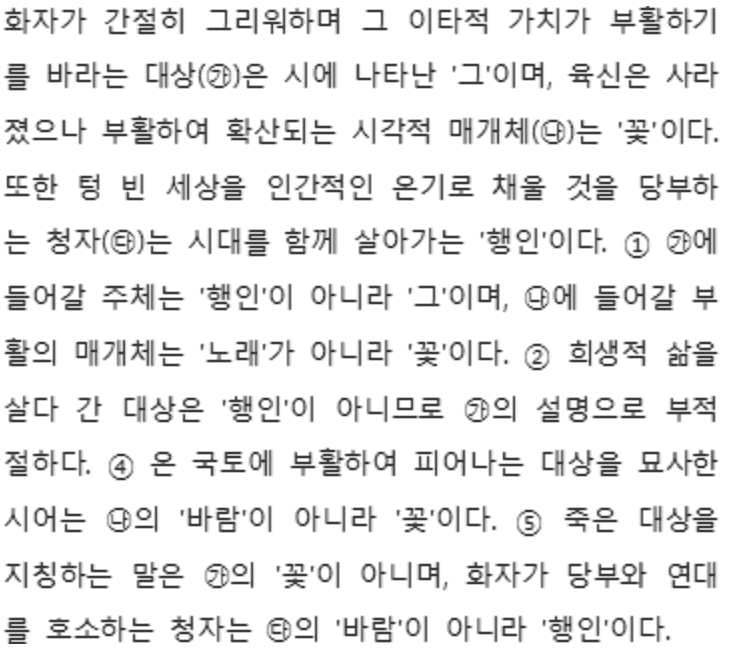 화자가 간절히 그리워하며 그 이타적 가치가 부활하기
를 바라는 대상(㉮)은 시에 나타난 '그'이며, 육신은 사라
졌으나 부활하여 확산되는 시각적 매개체(㉯)는 '꽃'이다.
또한 텅 빈 세상을 인간적인 온기로 채울 것을 당부하
는 청자(㉰)는 시대를 함께 살아가는 '행인'이다. ① ㉮에
들어갈 주체는 '행인'이 아니라 '그'이며, ㉯에 들어갈 부
활의 매개체는 '노래'가 아니라 '꽃'이다. ② 희생적 삶을
살다 간 대상은 '행인'이 아니므로 ㉮의 설명으로 부적
절하다. ④ 온 국토에 부활하여 피어나는 대상을 묘사한
시어는 ㉯의 '바람'이 아니라 '꽃'이다. ⑤ 죽은 대상을
지칭하는 말은 ㉮의 '꽃'이 아니며, 화자가 당부와 연대
를 호소하는 청자는 ㉰의 '바람'이 아니라 '행인'이다.